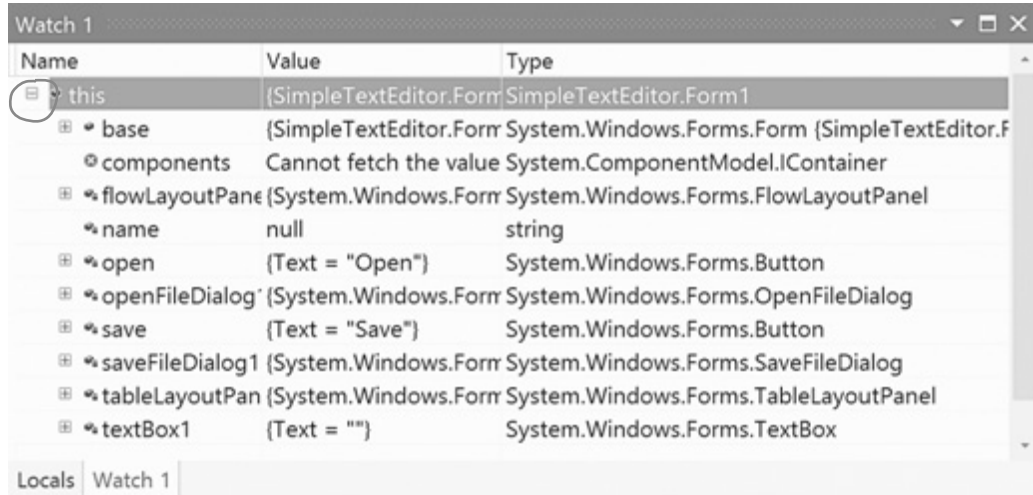 Watch 1
Name Value Type
this {SimpleTextEditor.Form SimpleTextEditor.Form1
base {SimpleTextEditor.Form System.Windows.Forms.Form {SimpleTextEditor.F
components Cannot fetch the value System.ComponentModel.IContainer
flowLayoutPane {System.Windows.Form System.Windows.Forms.FlowLayoutPanel
name null string
open {Text = "Open"} System.Windows.Forms.Button
openFileDialog1 {System.Windows.Form System.Windows.Forms.OpenFileDialog
save {Text = "Save"} System.Windows.Forms.Button
saveFileDialog1 {System.Windows.Form System.Windows.Forms.SaveFileDialog
tableLayoutPan {System.Windows.Form System.Windows.Forms.TableLayoutPanel
textBox1 {Text = ""} System.Windows.Forms.TextBox
Locals Watch 1